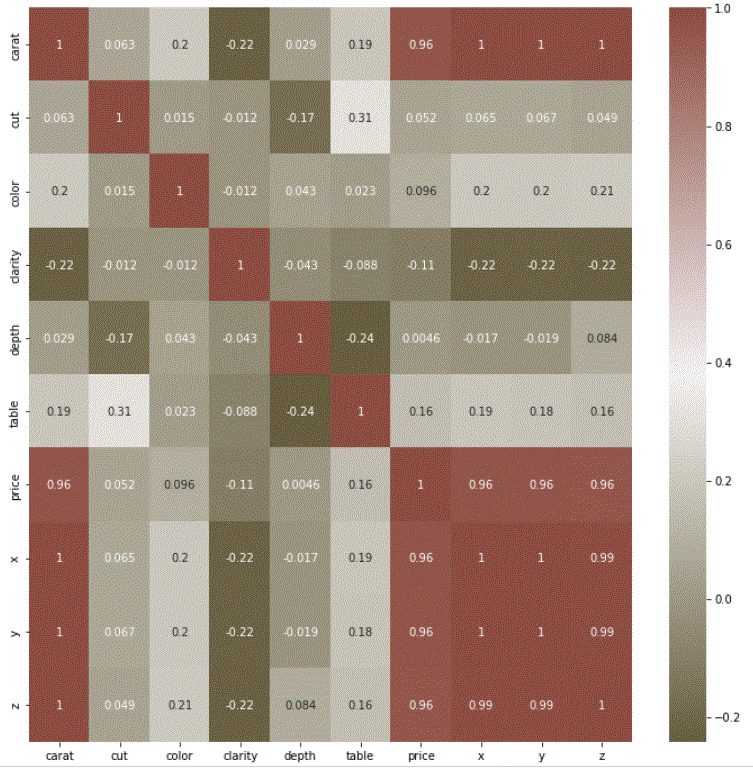 carat 1 0.063 0.2 -0.22 0.029 0.19 0.96 1 1 1
cut 0.063 1 0.015 -0.012 -0.17 0.31 0.052 0.065 0.067 0.049
color 0.2 0.015 1 -0.012 0.043 0.023 0.096 0.2 0.2 0.21
clarity -0.22 -0.012 -0.012 1 -0.043 -0.088 -0.11 -0.22 -0.22 -0.22
depth 0.029 -0.17 0.043 -0.043 1 -0.24 0.0046 -0.017 -0.019 0.084
table 0.19 0.31 0.023 -0.088 -0.24 1 0.16 0.19 0.18 0.16
price 0.96 0.052 0.096 -0.11 0.0046 0.16 1 0.96 0.96 0.96
x 1 0.065 0.2 -0.22 -0.017 0.19 0.96 1 1 0.99
y 1 0.067 0.2 -0.22 -0.019 0.18 0.96 1 1 0.99
z 1 0.049 0.21 -0.22 0.084 0.16 0.96 0.99 0.99 1
carat cut color clarity depth table price x y z
1.0
0.8
0.6
0.4
0.2
0.0
-0.2